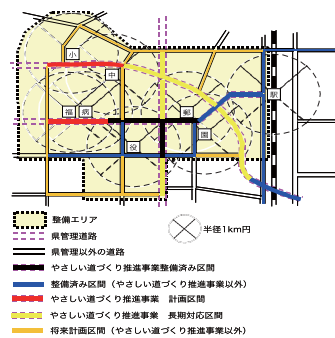 小
中
駅
福
病
郵
園
役
整備エリア
県管理道路
半径1km円
県管理以外の道路
やさしい道づくり推進事業整備済み区間
整備済み区間（やさしい道づくり推進事業以外）
やさしい道づくり推進事業　計画区間
やさしい道づくり推進事業　長期対応区間
将来計画区間（やさしい道づくり推進事業以外）